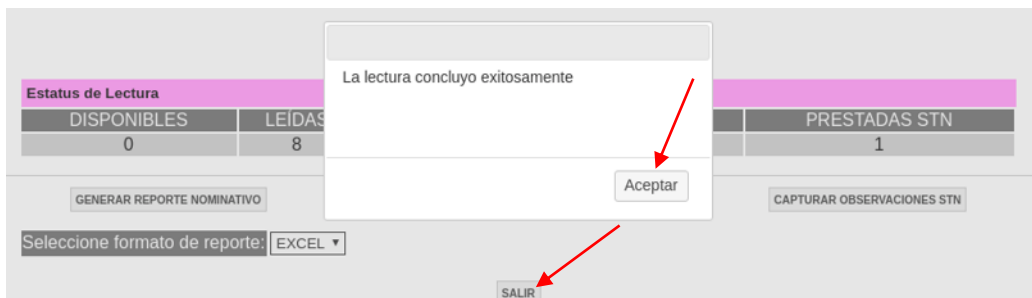 La lectura concluyo exitosamente
Estatus de Lectura
DISPONIBLES LEÍDAS PRESTADAS STN
0 8 1
Aceptar
GENERAR REPORTE NOMINATIVO CAPTURAR OBSERVACIONES STN
Seleccione formato de reporte: EXCEL
SALIR